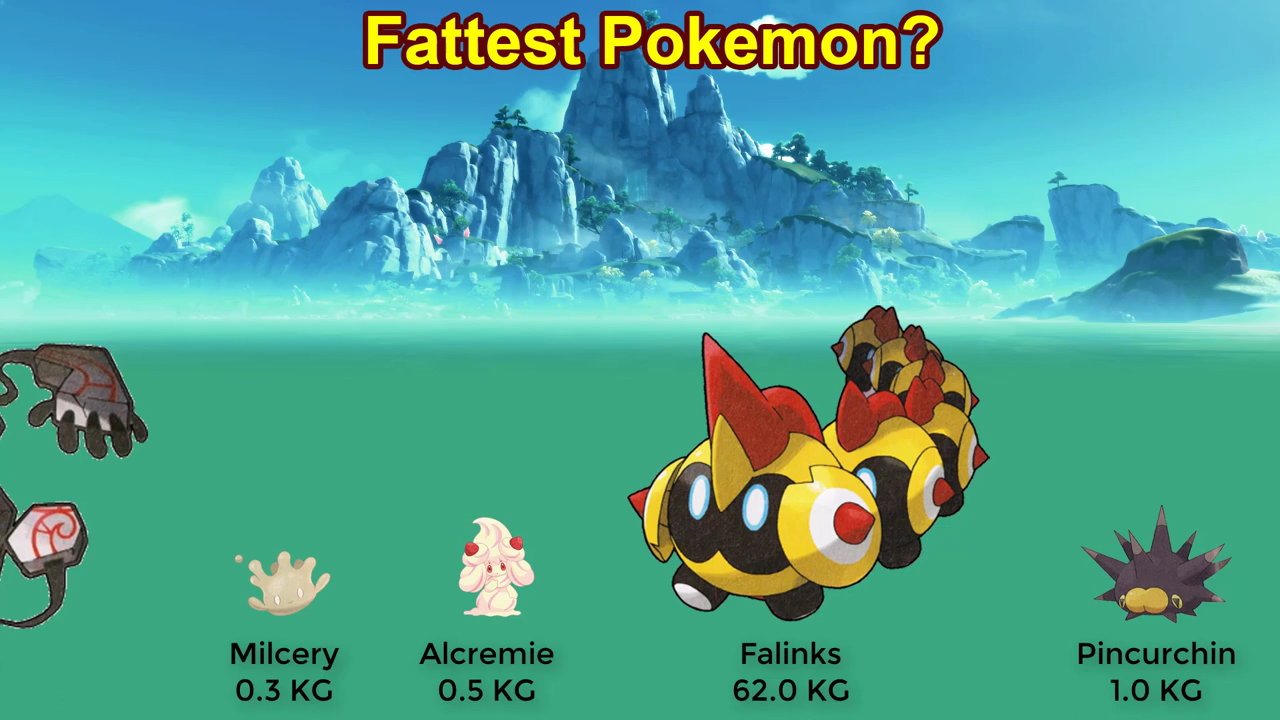 Fattest Pokemon?
Milcery
0.3 KG
Alcremie
0.5 KG
Falinks
62.0 KG
Pincurchin
1.0 KG